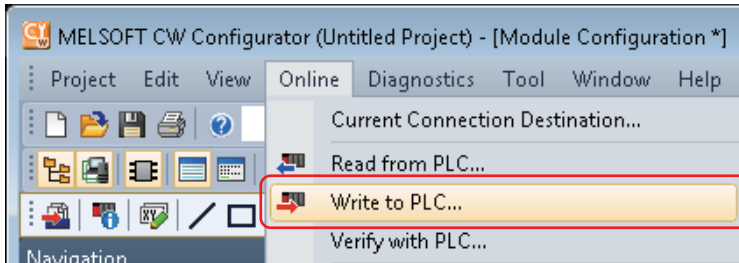 MELSOFT CW Configurator (Untitled Project) - [Module Configuration *]
Project Edit View Online Diagnostics Tool Window Help
Current Connection Destination...
Read from PLC...
Write to PLC...
Verify with PLC...
Navigation